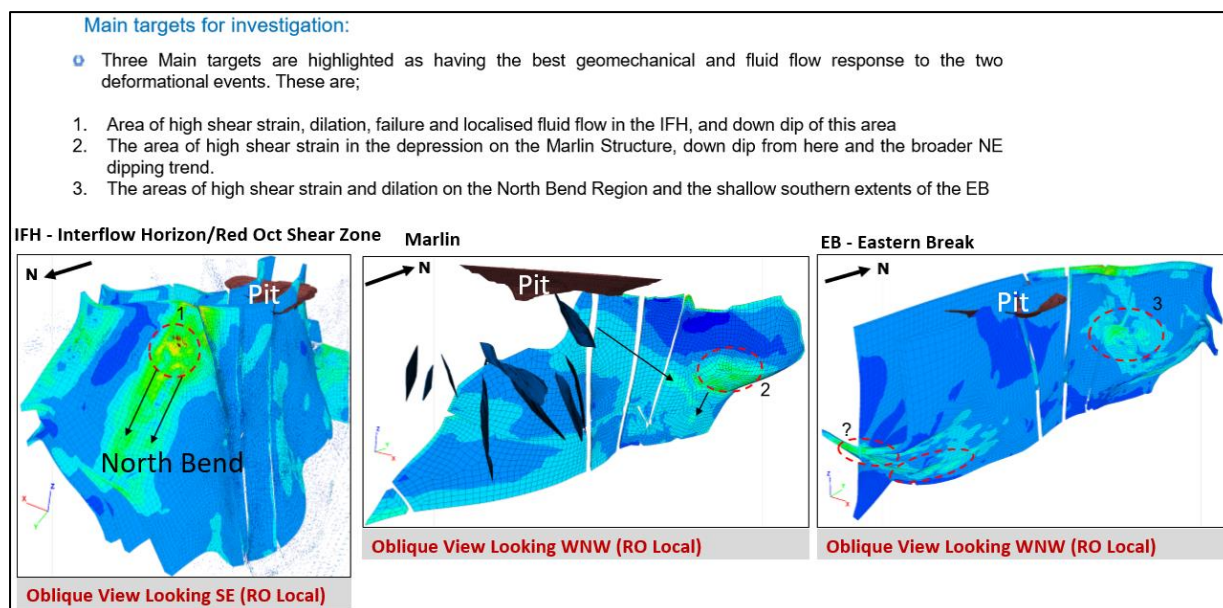 Main targets for investigation:
Three Main targets are highlighted as having the best geomechanical and fluid flow response to the two
deformational events. These are;
1. Area of high shear strain, dilation, failure and localised fluid flow in the IFH, and down dip of this area
2. The area of high shear strain in the depression on the Marlin Structure, down dip from here and the broader NE
dipping trend.
3. The areas of high shear strain and dilation on the North Bend Region and the shallow southern extents of the EB
IFH - Interflow Horizon/Red Oct Shear Zone
N
Pit
1
North Bend
X
Y
Z
Oblique View Looking SE (RO Local)
Marlin
N
Pit
2
X
Y
Z
Oblique View Looking WNW (RO Local)
EB - Eastern Break
N
Pit
3
?
X
Y
Z
Oblique View Looking WNW (RO Local)